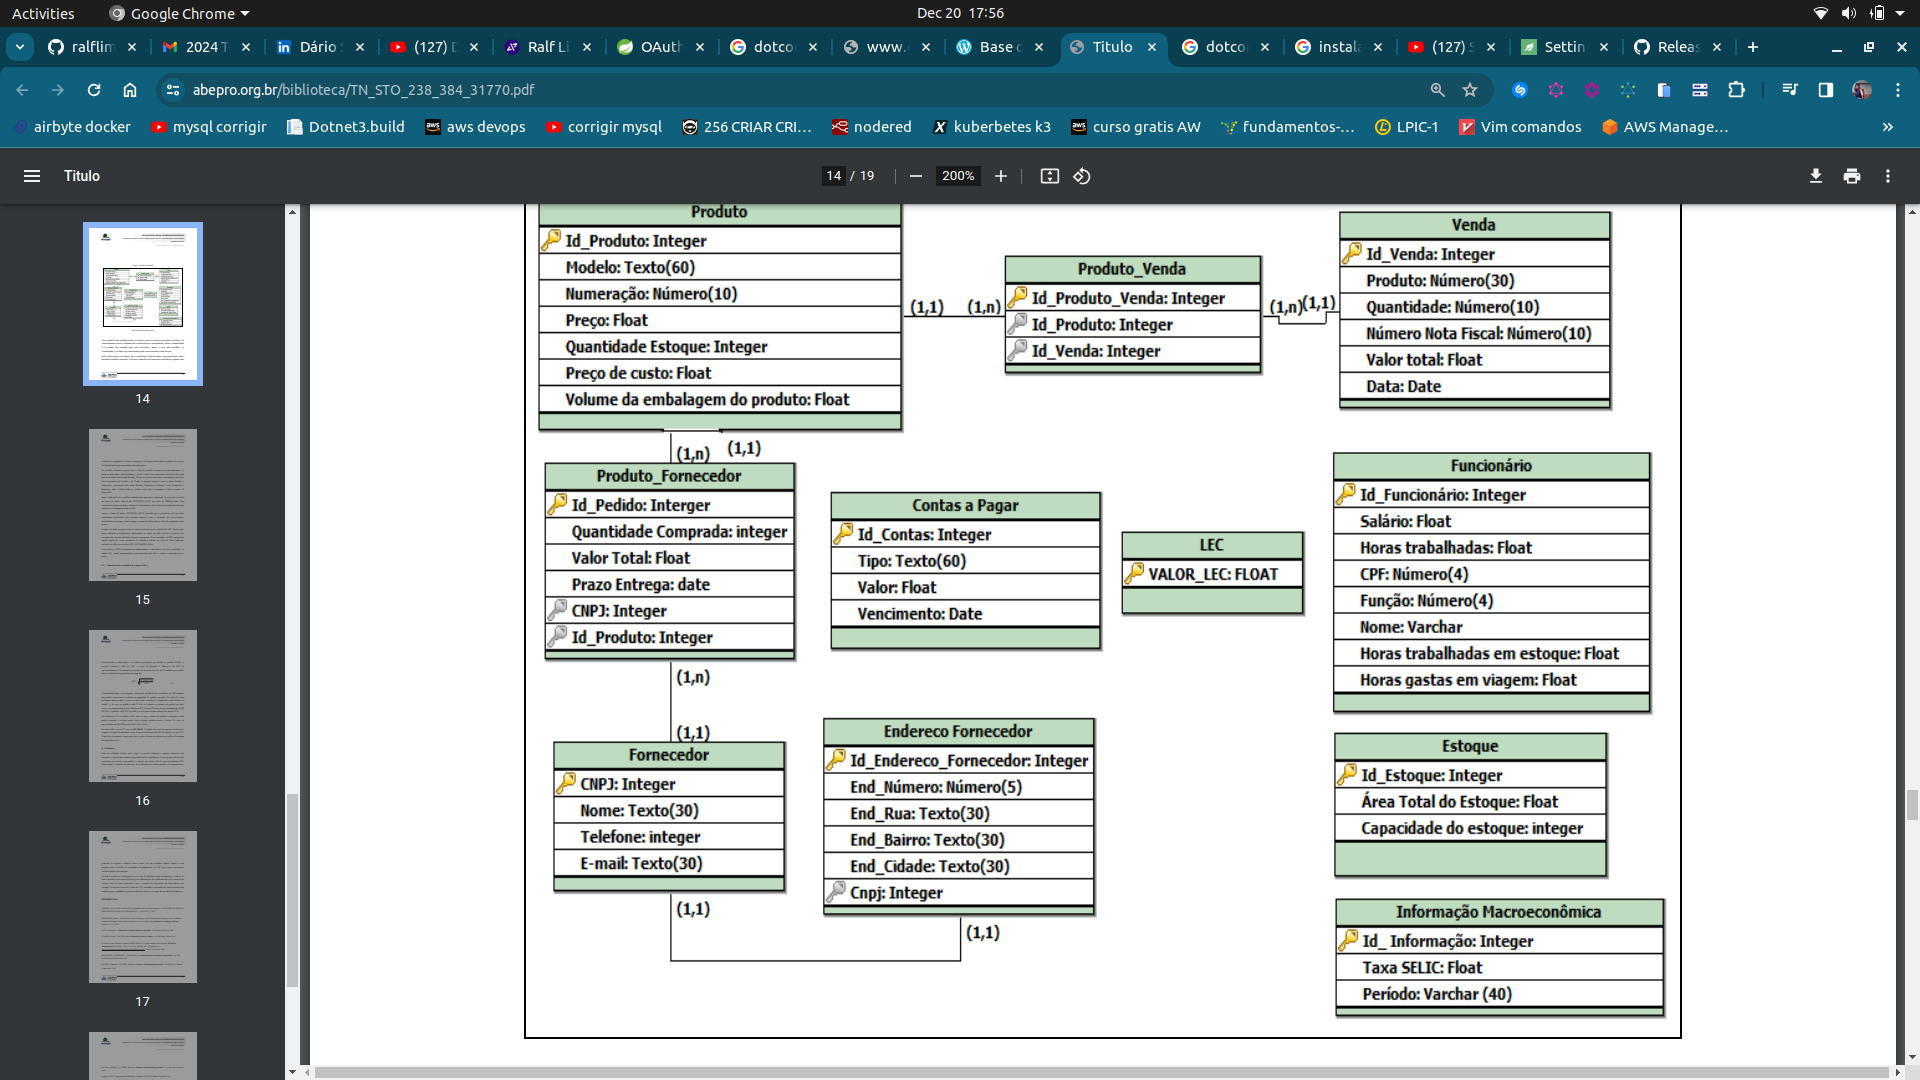 Activities
Google Chrome
Dec 20 17:56
ralflim
2024 T
Dário
(127) D
Ralf Li
OAuth
dotco
www.
Base c
Titulo
dotco
instal
(127) S
Settin
Releas
abepro.org.br/biblioteca/TN_STO_238_384_31770.pdf
airbyte docker
mysql corrigir
Dotnet3.build
aws devops
corrigir mysql
256 CRIAR CRI...
nodered
kuberbetes k3
curso gratis AW
fundamentos-...
LPIC-1
Vim comandos
AWS Manage...
»
Titulo
14 / 19
200%
14
15
16
17
Produto
Id_Produto: Integer
Modelo: Texto(60)
Numeração: Número(10)
Preço: Float
Quantidade Estoque: Integer
Preço de custo: Float
Volume da embalagem do produto: Float
(1,1)
(1,n)
Produto_Venda
Id_Produto_Venda: Integer
Id_Produto: Integer
Id_Venda: Integer
(1,n)
(1,1)
Venda
Id_Venda: Integer
Produto: Número(30)
Quantidade: Número(10)
Número Nota Fiscal: Número(10)
Valor total: Float
Data: Date
(1,n)
(1,1)
Produto_Fornecedor
Id_Pedido: Interger
Quantidade Comprada: integer
Valor Total: Float
Prazo Entrega: date
CNPJ: Integer
Id_Produto: Integer
(1,n)
(1,1)
Contas a Pagar
Id_Contas: Integer
Tipo: Texto(60)
Valor: Float
Vencimento: Date
LEC
VALOR_LEC: FLOAT
Funcionário
Id_Funcionário: Integer
Salário: Float
Horas trabalhadas: Float
CPF: Número(4)
Função: Número(4)
Nome: Varchar
Horas trabalhadas em estoque: Float
Horas gastas em viagem: Float
Fornecedor
CNPJ: Integer
Nome: Texto(30)
Telefone: integer
E-mail: Texto(30)
(1,1)
Endereco Fornecedor
Id_Endereco_Fornecedor: Integer
End_Número: Número(5)
End_Rua: Texto(30)
End_Bairro: Texto(30)
End_Cidade: Texto(30)
Cnpj: Integer
(1,1)
Estoque
Id_Estoque: Integer
Área Total do Estoque: Float
Capacidade do estoque: integer
Informação Macroeconômica
Id_ Informação: Integer
Taxa SELIC: Float
Período: Varchar (40)